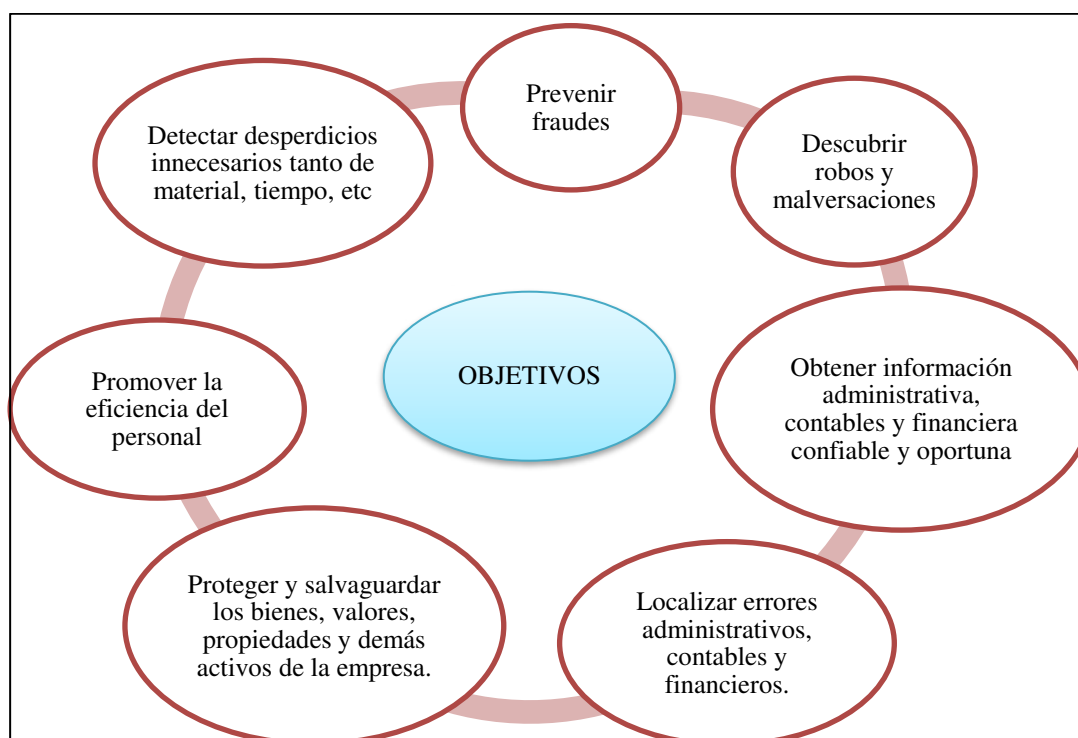 Prevenir
fraudes
Descubrir
robos y
malversaciones
Obtener información
administrativa,
contables y financiera
confiable y oportuna
Localizar errores
administrativos,
contables y
financieros.
Proteger y salvaguardar
los bienes, valores,
propiedades y demás
activos de la empresa.
Promover la
eficiencia del
personal
Detectar desperdicios
innecesarios tanto de
material, tiempo, etc
OBJETIVOS